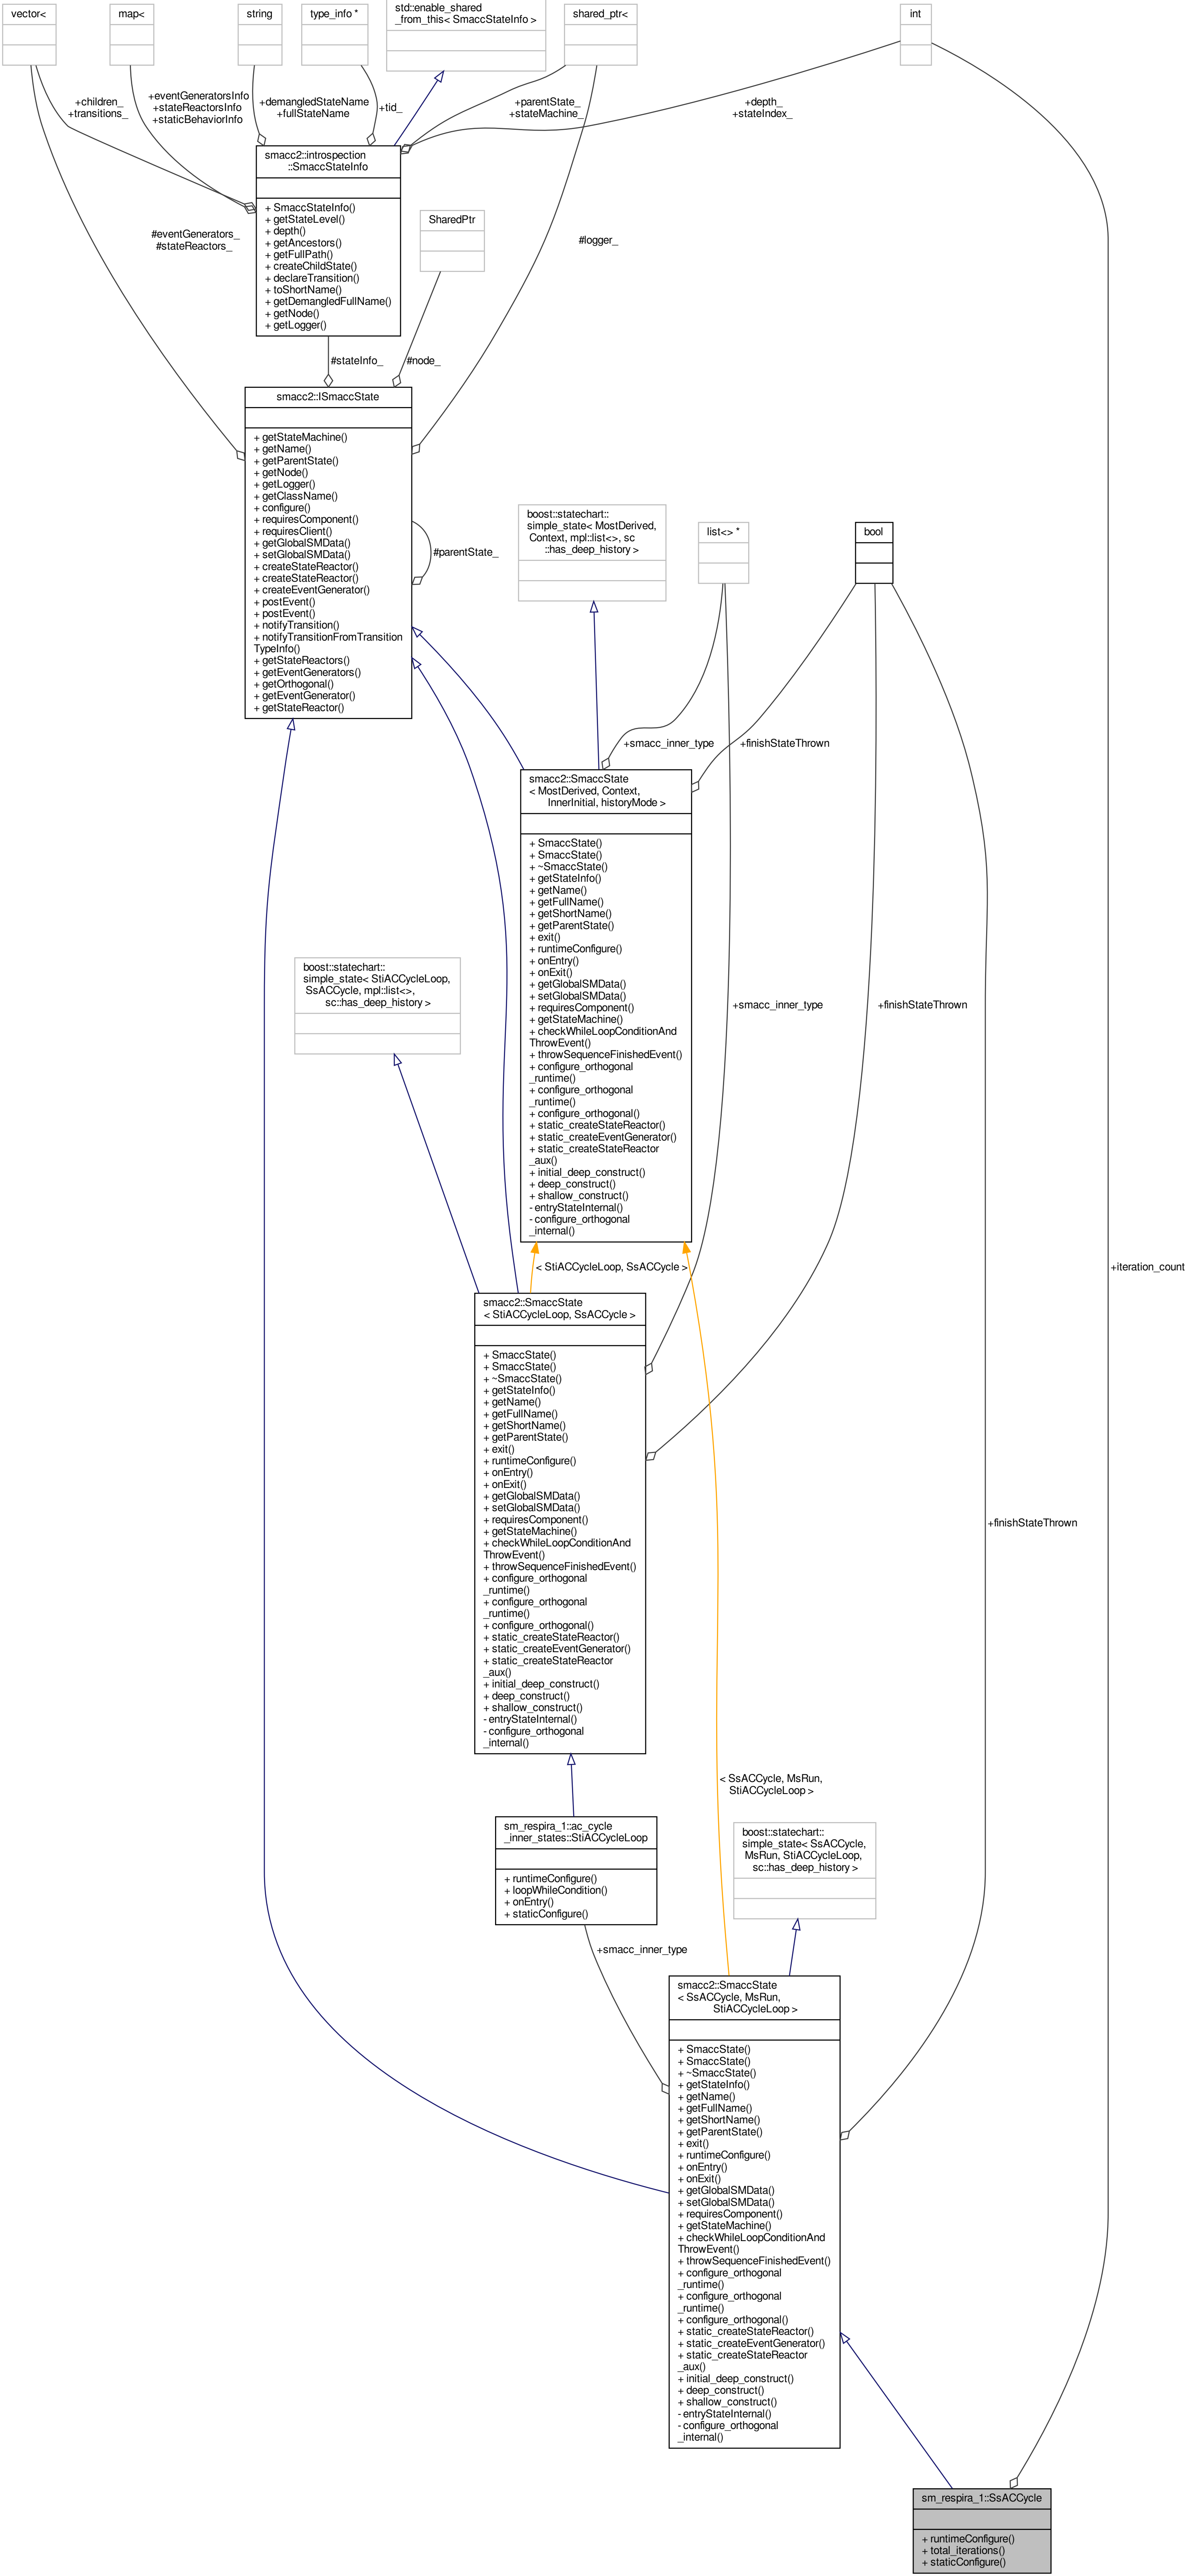 vector<
map<
string
type_info *
std::enable_shared
_from_this< SmaccStateInfo >
shared_ptr<
int
+children_
+transitions_
+eventGeneratorsInfo
+stateReactorsInfo
+staticBehaviorInfo
+demangledStateName
+fullStateName
+tid_
+parentState_
+stateMachine_
+depth_
+stateIndex_
smacc2::introspection
::SmaccStateInfo
+ SmaccStateInfo()
+ getStateLevel()
+ depth()
+ getAncestors()
+ getFullPath()
+ createChildState()
+ declareTransition()
+ toShortName()
+ getDemangledFullName()
+ getNode()
+ getLogger()
SharedPtr
#eventGenerators_
#stateReactors_
#logger_
#stateInfo_
#node_
smacc2::ISmaccState
+ getStateMachine()
+ getName()
+ getParentState()
+ getNode()
+ getLogger()
+ getClassName()
+ configure()
+ requiresComponent()
+ requiresClient()
+ getGlobalSMData()
+ setGlobalSMData()
+ createStateReactor()
+ createStateReactor()
+ createEventGenerator()
+ postEvent()
+ postEvent()
+ notifyTransition()
+ notifyTransitionFromTransition
TypeInfo()
+ getStateReactors()
+ getEventGenerators()
+ getOrthogonal()
+ getEventGenerator()
+ getStateReactor()
#parentState_
boost::statechart::
simple_state< MostDerived,
Context, mpl::list<>, sc
::has_deep_history >
list<> *
bool
+smacc_inner_type
+finishStateThrown
smacc2::SmaccState
< MostDerived, Context,
InnerInitial, historyMode >
+ SmaccState()
+ SmaccState()
+ ~SmaccState()
+ getStateInfo()
+ getName()
+ getFullName()
+ getShortName()
+ getParentState()
+ exit()
+ runtimeConfigure()
+ onEntry()
+ onExit()
+ getGlobalSMData()
+ setGlobalSMData()
+ requiresComponent()
+ getStateMachine()
+ checkWhileLoopConditionAnd
ThrowEvent()
+ throwSequenceFinishedEvent()
+ configure_orthogonal
_runtime()
+ configure_orthogonal
_runtime()
+ configure_orthogonal()
+ static_createStateReactor()
+ static_createEventGenerator()
+ static_createStateReactor
_aux()
+ initial_deep_construct()
+ deep_construct()
+ shallow_construct()
- entryStateInternal()
- configure_orthogonal
_internal()
boost::statechart::
simple_state< StiACCycleLoop,
SsACCycle, mpl::list<>,
sc::has_deep_history >
+smacc_inner_type
+finishStateThrown
< StiACCycleLoop, SsACCycle >
+iteration_count
smacc2::SmaccState
< StiACCycleLoop, SsACCycle >
+ SmaccState()
+ SmaccState()
+ ~SmaccState()
+ getStateInfo()
+ getName()
+ getFullName()
+ getShortName()
+ getParentState()
+ exit()
+ runtimeConfigure()
+ onEntry()
+ onExit()
+ getGlobalSMData()
+ setGlobalSMData()
+ requiresComponent()
+ getStateMachine()
+ checkWhileLoopConditionAnd
ThrowEvent()
+ throwSequenceFinishedEvent()
+ configure_orthogonal
_runtime()
+ configure_orthogonal
_runtime()
+ configure_orthogonal()
+ static_createStateReactor()
+ static_createEventGenerator()
+ static_createStateReactor
_aux()
+ initial_deep_construct()
+ deep_construct()
+ shallow_construct()
- entryStateInternal()
- configure_orthogonal
_internal()
+finishStateThrown
< SsACCycle, MsRun,
StiACCycleLoop >
sm_respira_1::ac_cycle
_inner_states::StiACCycleLoop
+ runtimeConfigure()
+ loopWhileCondition()
+ onEntry()
+ staticConfigure()
boost::statechart::
simple_state< SsACCycle,
MsRun, StiACCycleLoop,
sc::has_deep_history >
+smacc_inner_type
smacc2::SmaccState
< SsACCycle, MsRun,
StiACCycleLoop >
+ SmaccState()
+ SmaccState()
+ ~SmaccState()
+ getStateInfo()
+ getName()
+ getFullName()
+ getShortName()
+ getParentState()
+ exit()
+ runtimeConfigure()
+ onEntry()
+ onExit()
+ getGlobalSMData()
+ setGlobalSMData()
+ requiresComponent()
+ getStateMachine()
+ checkWhileLoopConditionAnd
ThrowEvent()
+ throwSequenceFinishedEvent()
+ configure_orthogonal
_runtime()
+ configure_orthogonal
_runtime()
+ configure_orthogonal()
+ static_createStateReactor()
+ static_createEventGenerator()
+ static_createStateReactor
_aux()
+ initial_deep_construct()
+ deep_construct()
+ shallow_construct()
- entryStateInternal()
- configure_orthogonal
_internal()
sm_respira_1::SsACCycle
+ runtimeConfigure()
+ total_iterations()
+ staticConfigure()